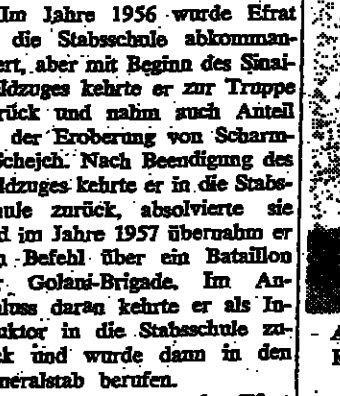 Im Jahre 1956 wurde Efrat
die Stabsschule abkomman-
ert, aber mit Beginn des Sinai-
ldzuges kehrte er zur Truppe
rück und nahm auch Anteil
der Eroberung von Scharm-
Schejch. Nach Beendigung des
ldzuges kehrte er in die Stabs-
ule zurück, absolvierte sie
d im Jahre 1957 übernahm er
n Befehl über ein Bataillon
r Golani-Brigade. Im An-
luss daran kehrte er als In-
uktor in die Stabsschule zu-
ck und wurde dann in den
neralstab berufen.